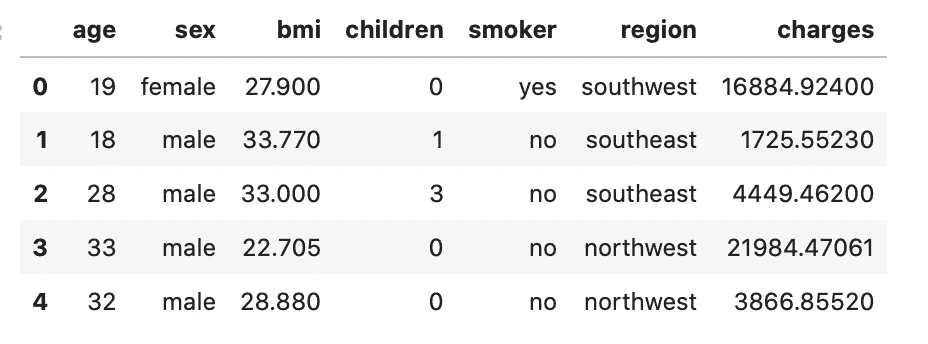 age sex bmi children smoker region charges
0 19 female 27.900 0 yes southwest 16884.92400
1 18 male 33.770 1 no southeast 1725.55230
2 28 male 33.000 3 no southeast 4449.46200
3 33 male 22.705 0 no northwest 21984.47061
4 32 male 28.880 0 no northwest 3866.85520